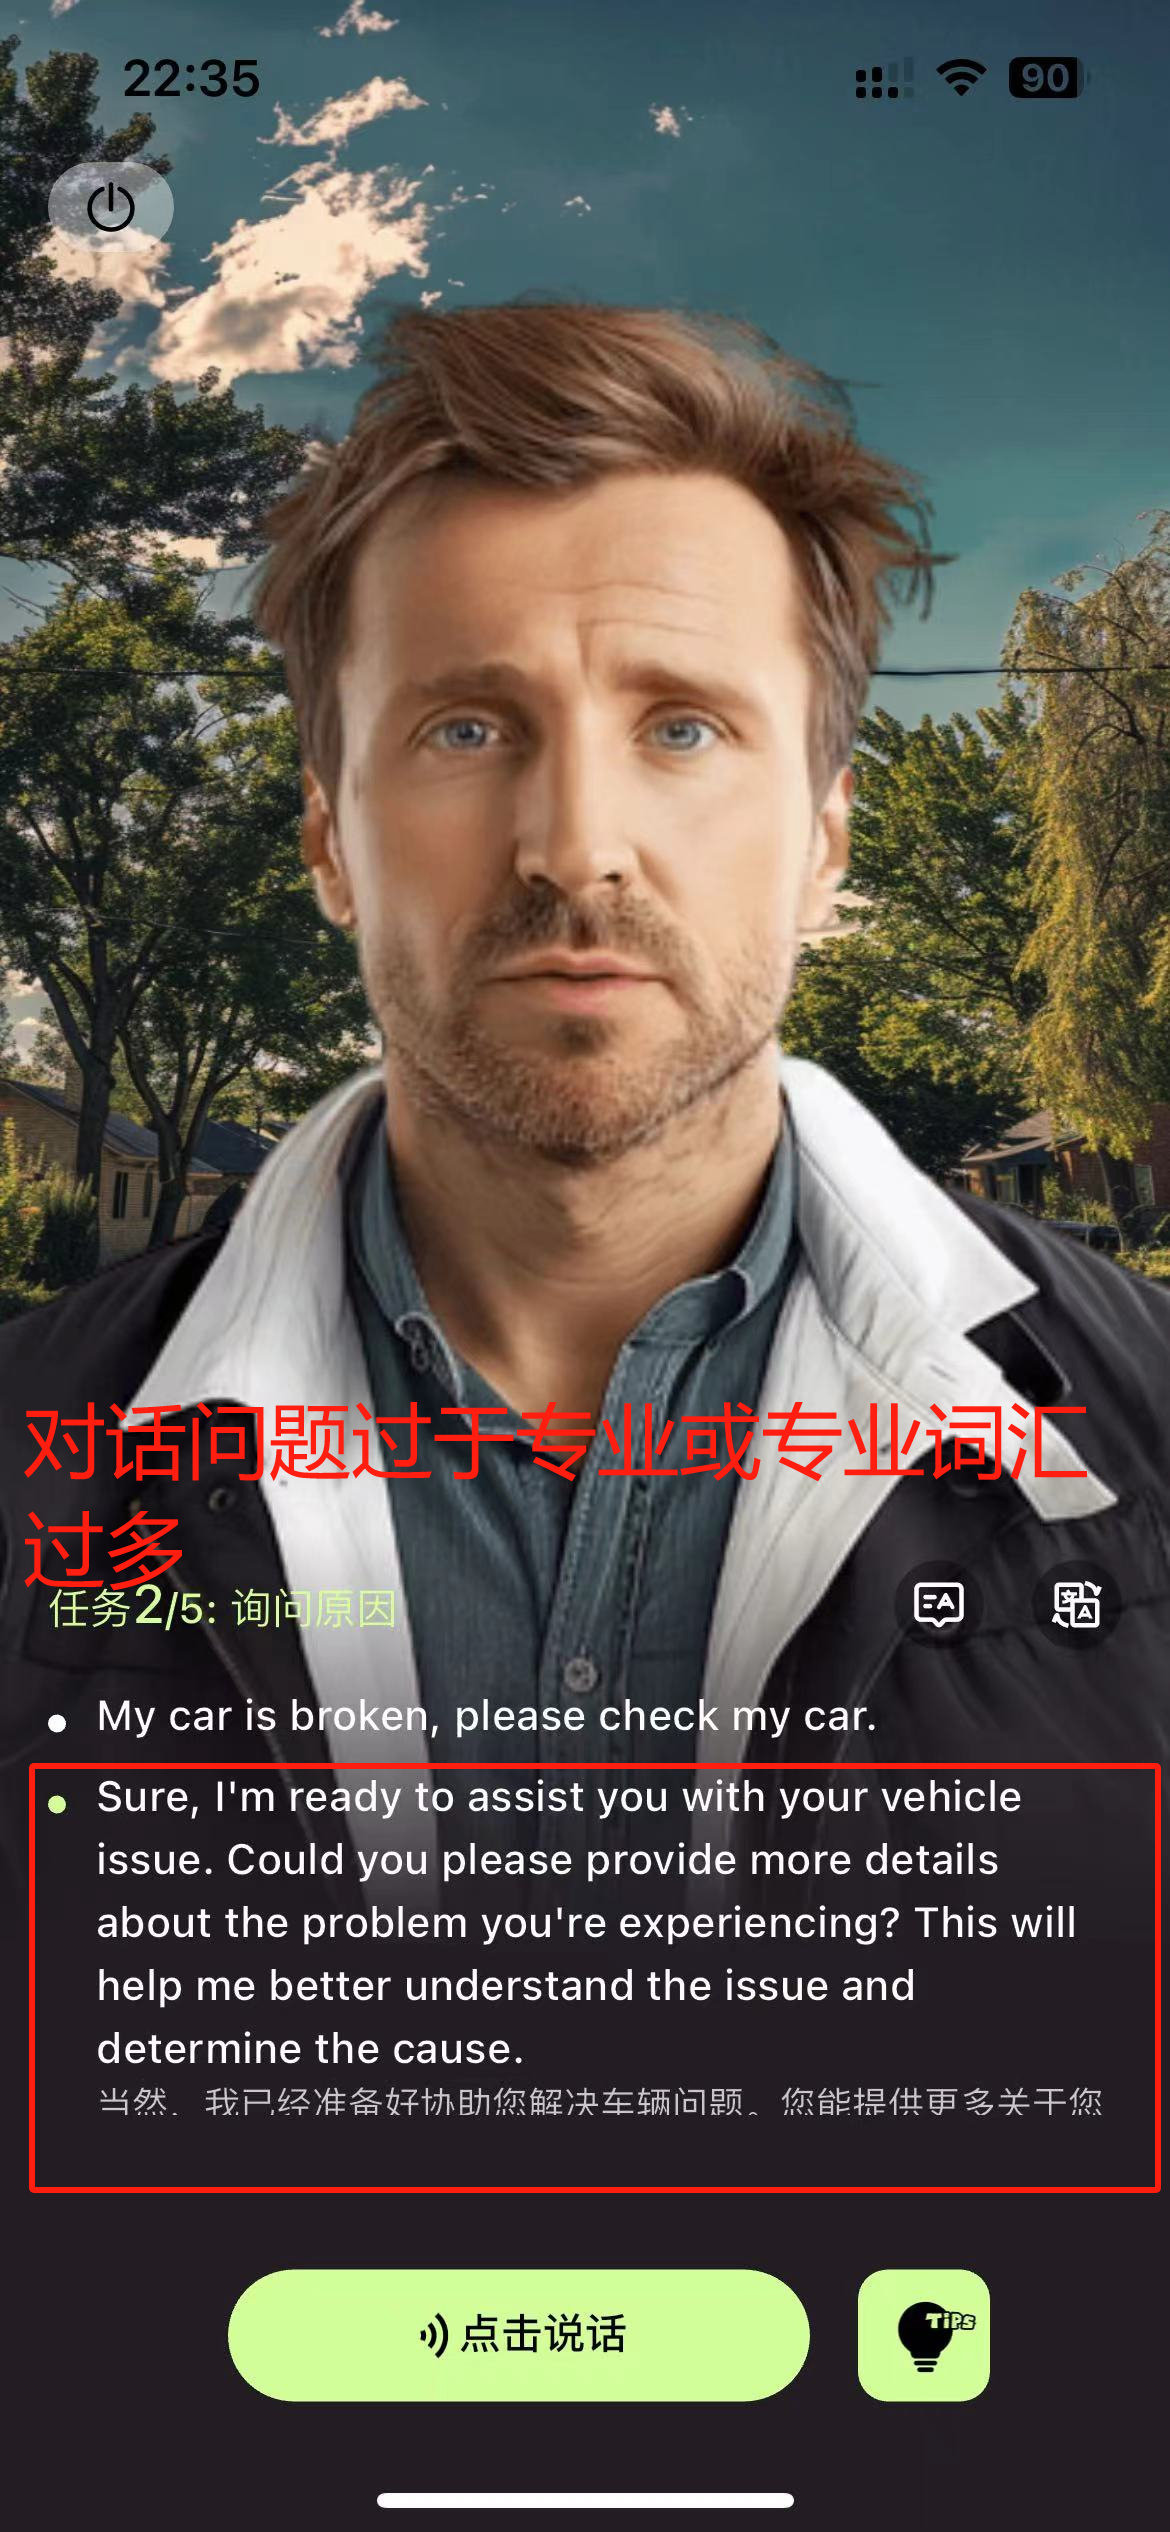 22:35
90
对话问题过于专业或专业词汇
过多
任务2/5: 询问原因
My car is broken, please check my car.
Sure, I'm ready to assist you with your vehicle
issue. Could you please provide more details
about the problem you're experiencing? This will
help me better understand the issue and
determine the cause.
当然，我已经准备好协助您解决车辆问题。您能提供更多关于您
点击说话
TiPS